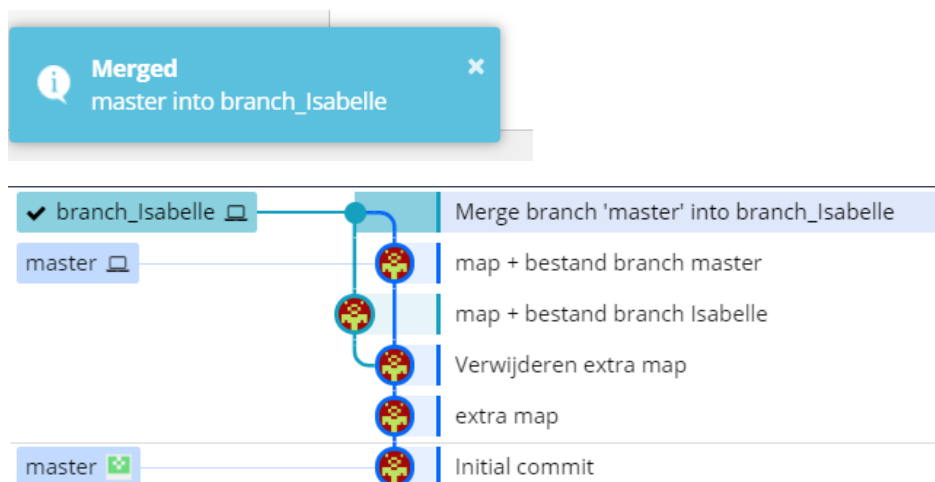 Merged
master into branch_Isabelle
branch_Isabelle
Merge branch 'master' into branch_Isabelle
master
map + bestand branch master
map + bestand branch Isabelle
Verwijderen extra map
extra map
master
Initial commit